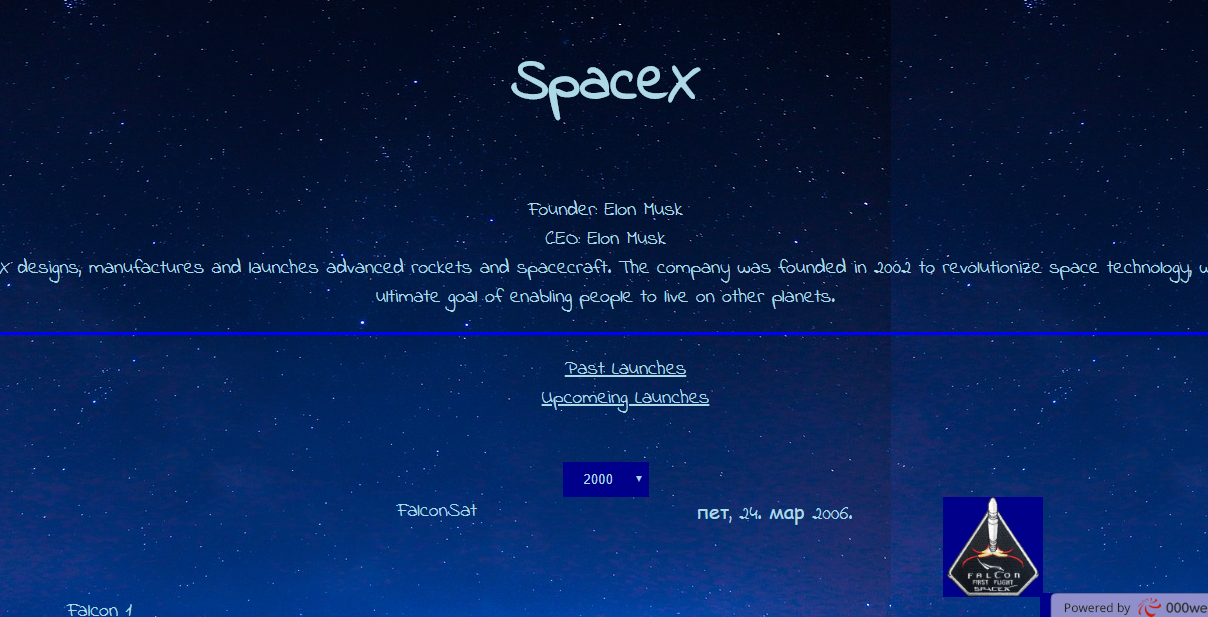 SpaceX
Founder: Elon Musk
CEO: Elon Musk
X designs, manufactures and launches advanced rockets and spacecraft. The company was founded in 2002 to revolutionize space technology, w
ultimate goal of enabling people to live on other planets.
Past Launches
Upcomeing Launches
2000
FalconSat пет, 24. мар 2006.
FALCON
FIRST FLIGHT
SPACEX
Falcon 1
Powered by 000we